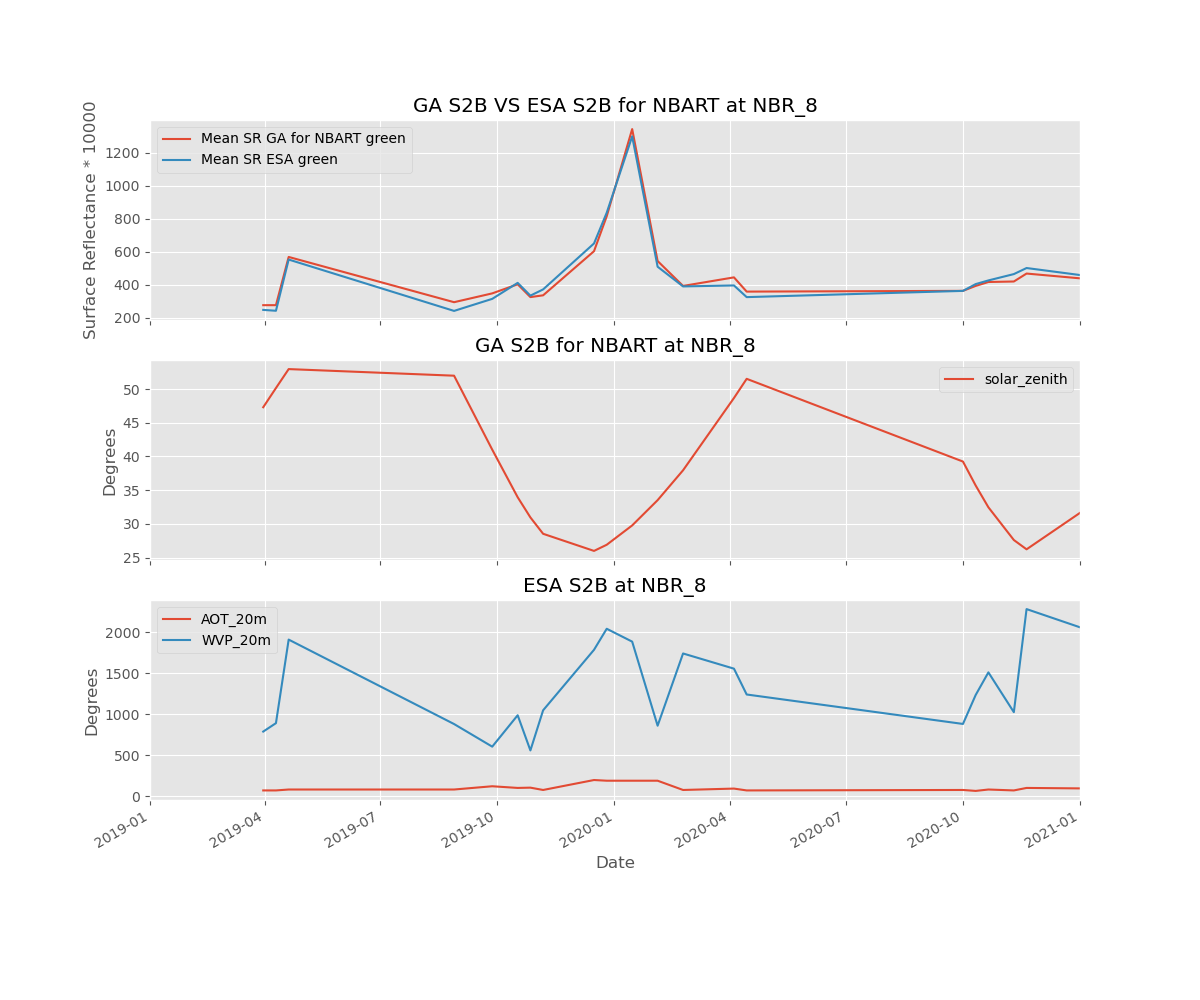 GA S2B VS ESA S2B for NBART at NBR_8
Surface Reflectance * 10000
Mean SR GA for NBART green
Mean SR ESA green
1200
1000
800
600
400
200
GA S2B for NBART at NBR_8
Degrees
solar_zenith
50
45
40
35
30
25
ESA S2B at NBR_8
Degrees
AOT_20m
WVP_20m
2000
1500
1000
500
0
2019-01
2019-04
2019-07
2019-10
2020-01
2020-04
2020-07
2020-10
2021-01
Date